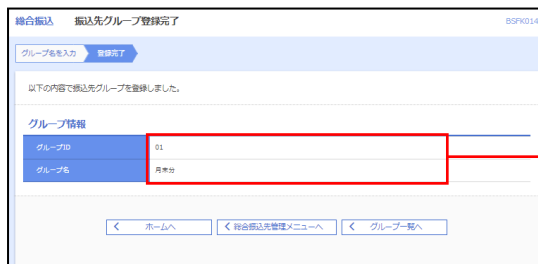 総合振込 振込先グループ登録完了 BSFK014
グループ名を入力 登録完了
以下の内容で振込先グループを登録しました。
グループ情報
グループID 01
グループ名 月末分
ホームへ 総合振込先管理メニューへ グループ一覧へ